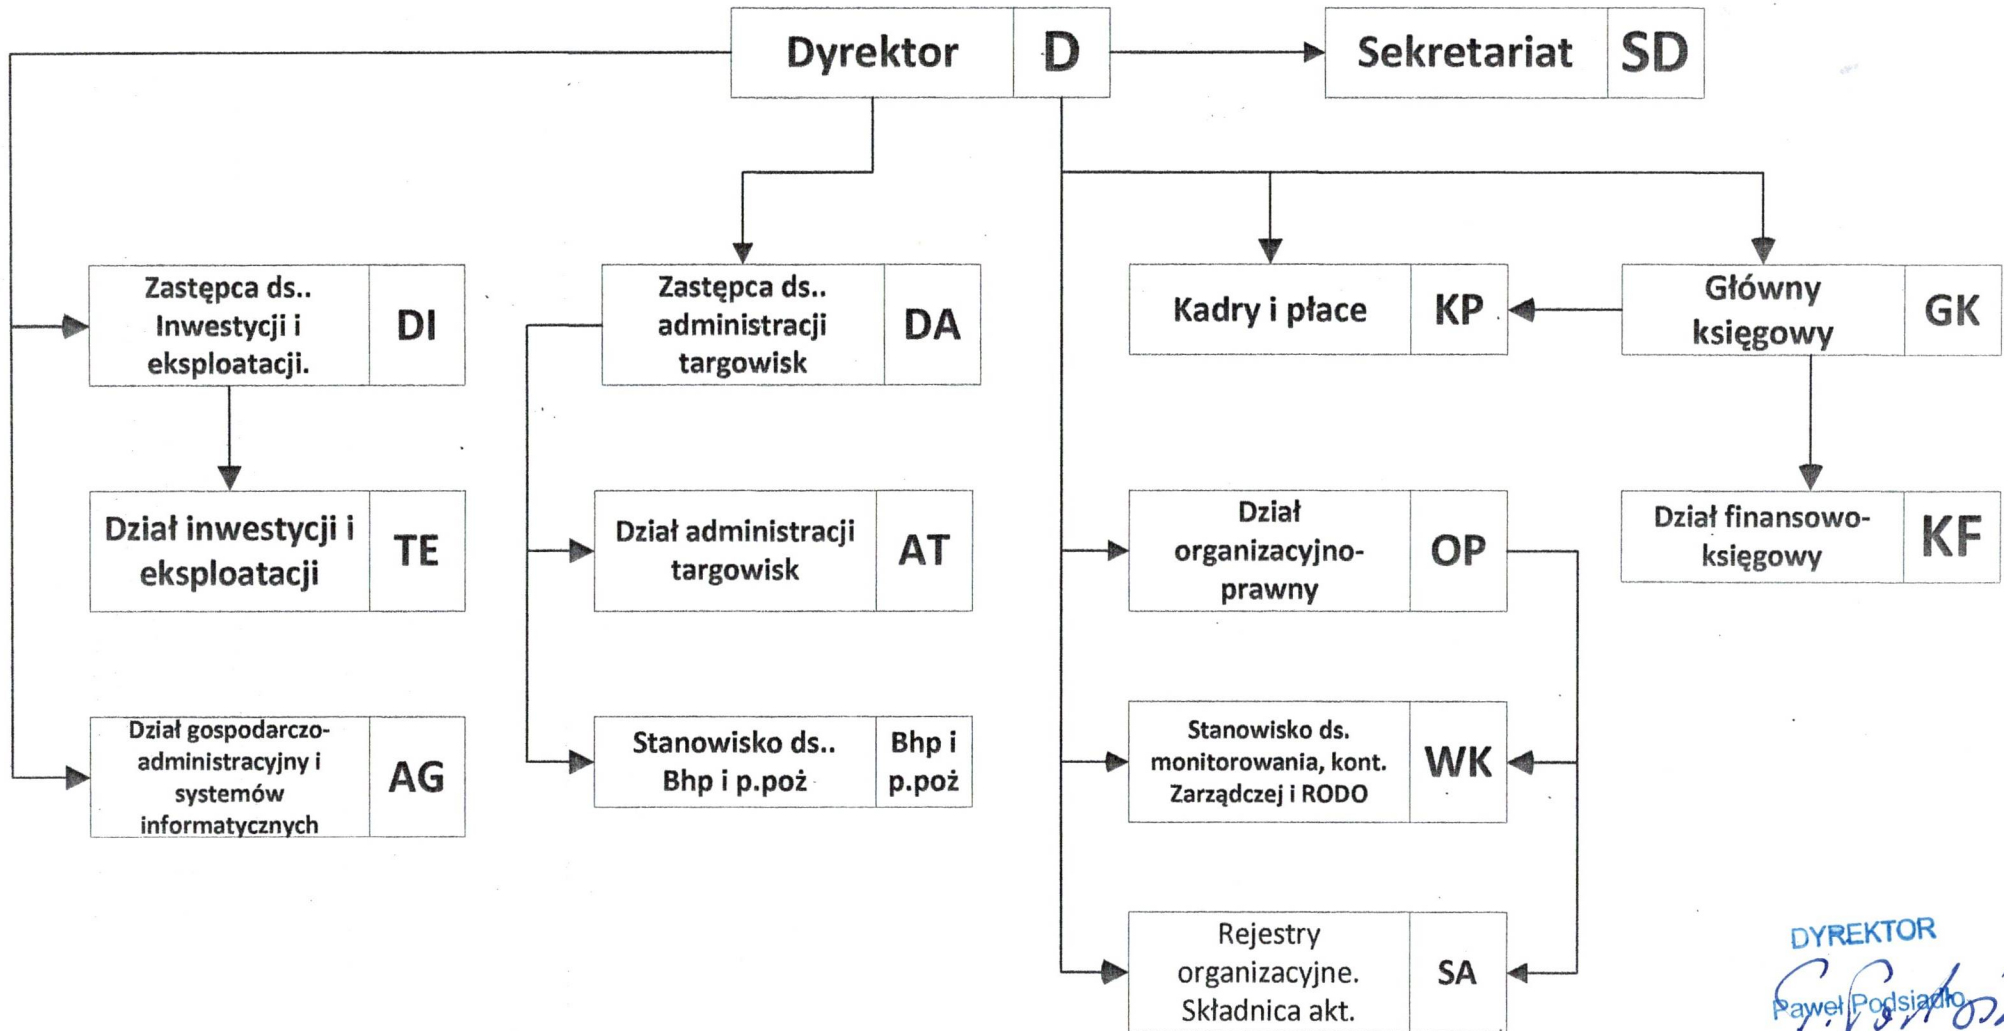 Dyrektor
D
Sekretariat
SD
Zastępca ds..
Inwestycji i
eksploatacji.
DI
Zastępca ds..
administracji
targowisk
DA
Kadry i płace
KP
Główny
księgowy
GK
Dział inwestycji i
eksploatacji
TE
Dział administracji
targowisk
AT
Dział
organizacyjno-
prawny
OP
Dział finansowo-
księgowy
KF
Dział gospodarczo-
administracyjny i
systemów
informatycznych
AG
Stanowisko ds..
Bhp i p.poż
Bhp i
p.poż
Stanowisko ds.
monitorowania, kont.
Zarządczej i RODO
WK
Rejestry
organizacyjne.
Składnica akt.
SA
DYREKTOR
Paweł Podsiadło